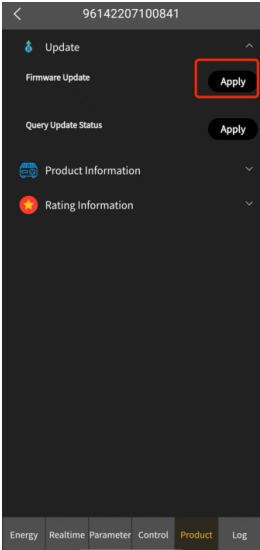 96142207100841
Update
Firmware Update
Apply
Query Update Status
Apply
Product Information
Rating Information
Energy Realtime Parameter Control Product Log